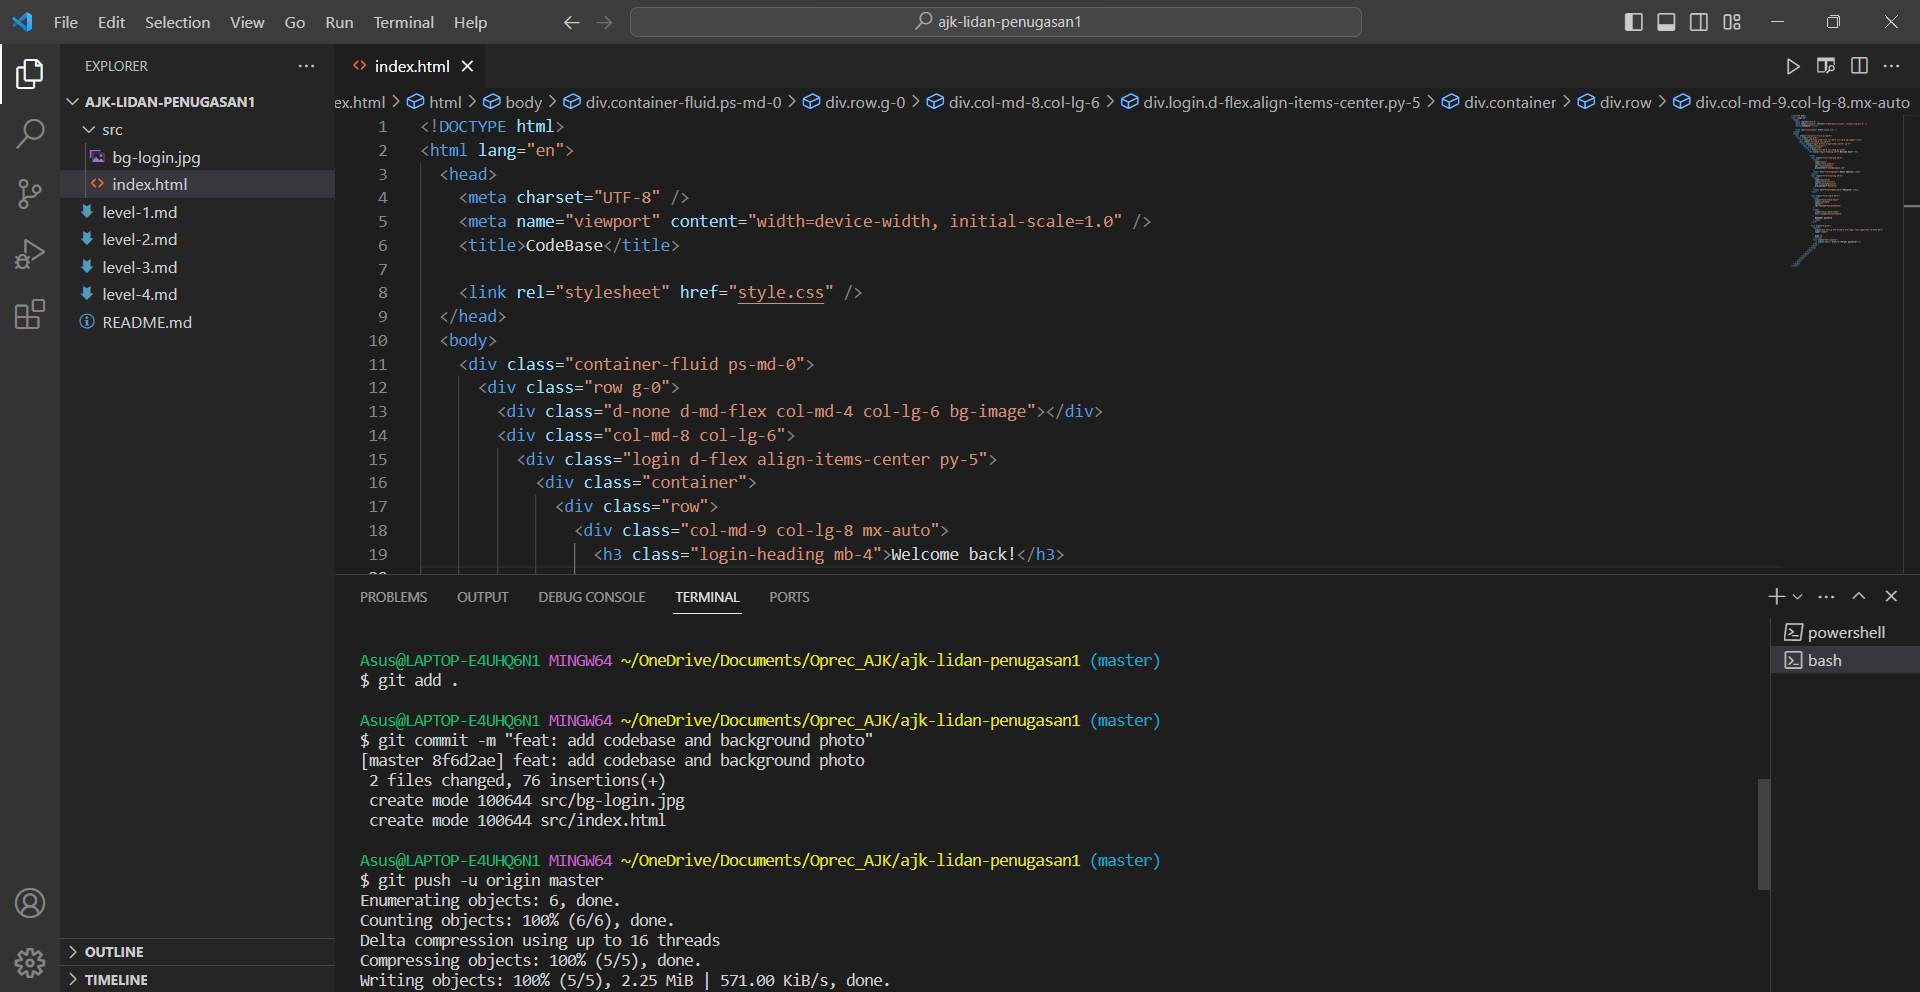 File Edit Selection View Go Run Terminal Help
ajk-lidan-penugasan1
EXPLORER
AJK-LIDAN-PENUGASAN1
src
bg-login.jpg
index.html
level-1.md
level-2.md
level-3.md
level-4.md
README.md
OUTLINE
TIMELINE
index.html
ex.html > html > body > div.container-fluid.ps-md-0 > div.row.g-0 > div.col-md-8.col-lg-6 > div.login.d-flex.align-items-center.py-5 > div.container > div.row > div.col-md-9.col-lg-8.mx-auto
1 <!DOCTYPE html>
2 <html lang="en">
3 <head>
4 <meta charset="UTF-8" />
5 <meta name="viewport" content="width=device-width, initial-scale=1.0" />
6 <title>CodeBase</title>
7
8 <link rel="stylesheet" href="style.css" />
9 </head>
10 <body>
11 <div class="container-fluid ps-md-0">
12 <div class="row g-0">
13 <div class="d-none d-md-flex col-md-4 col-lg-6 bg-image"></div>
14 <div class="col-md-8 col-lg-6">
15 <div class="login d-flex align-items-center py-5">
16 <div class="container">
17 <div class="row">
18 <div class="col-md-9 col-lg-8 mx-auto">
19 <h3 class="login-heading mb-4">Welcome back!</h3>
PROBLEMS OUTPUT DEBUG CONSOLE TERMINAL PORTS
powershell
bash
Asus@LAPTOP-E4UHQ6N1 MINGW64 ~/OneDrive/Documents/Oprec_AJK/ajk-lidan-penugasan1 (master)
$ git add .
Asus@LAPTOP-E4UHQ6N1 MINGW64 ~/OneDrive/Documents/Oprec_AJK/ajk-lidan-penugasan1 (master)
$ git commit -m "feat: add codebase and background photo"
[master 8f6d2ae] feat: add codebase and background photo
2 files changed, 76 insertions(+)
create mode 100644 src/bg-login.jpg
create mode 100644 src/index.html
Asus@LAPTOP-E4UHQ6N1 MINGW64 ~/OneDrive/Documents/Oprec_AJK/ajk-lidan-penugasan1 (master)
$ git push -u origin master
Enumerating objects: 6, done.
Counting objects: 100% (6/6), done.
Delta compression using up to 16 threads
Compressing objects: 100% (5/5), done.
Writing objects: 100% (5/5), 2.25 MiB | 571.00 KiB/s, done.